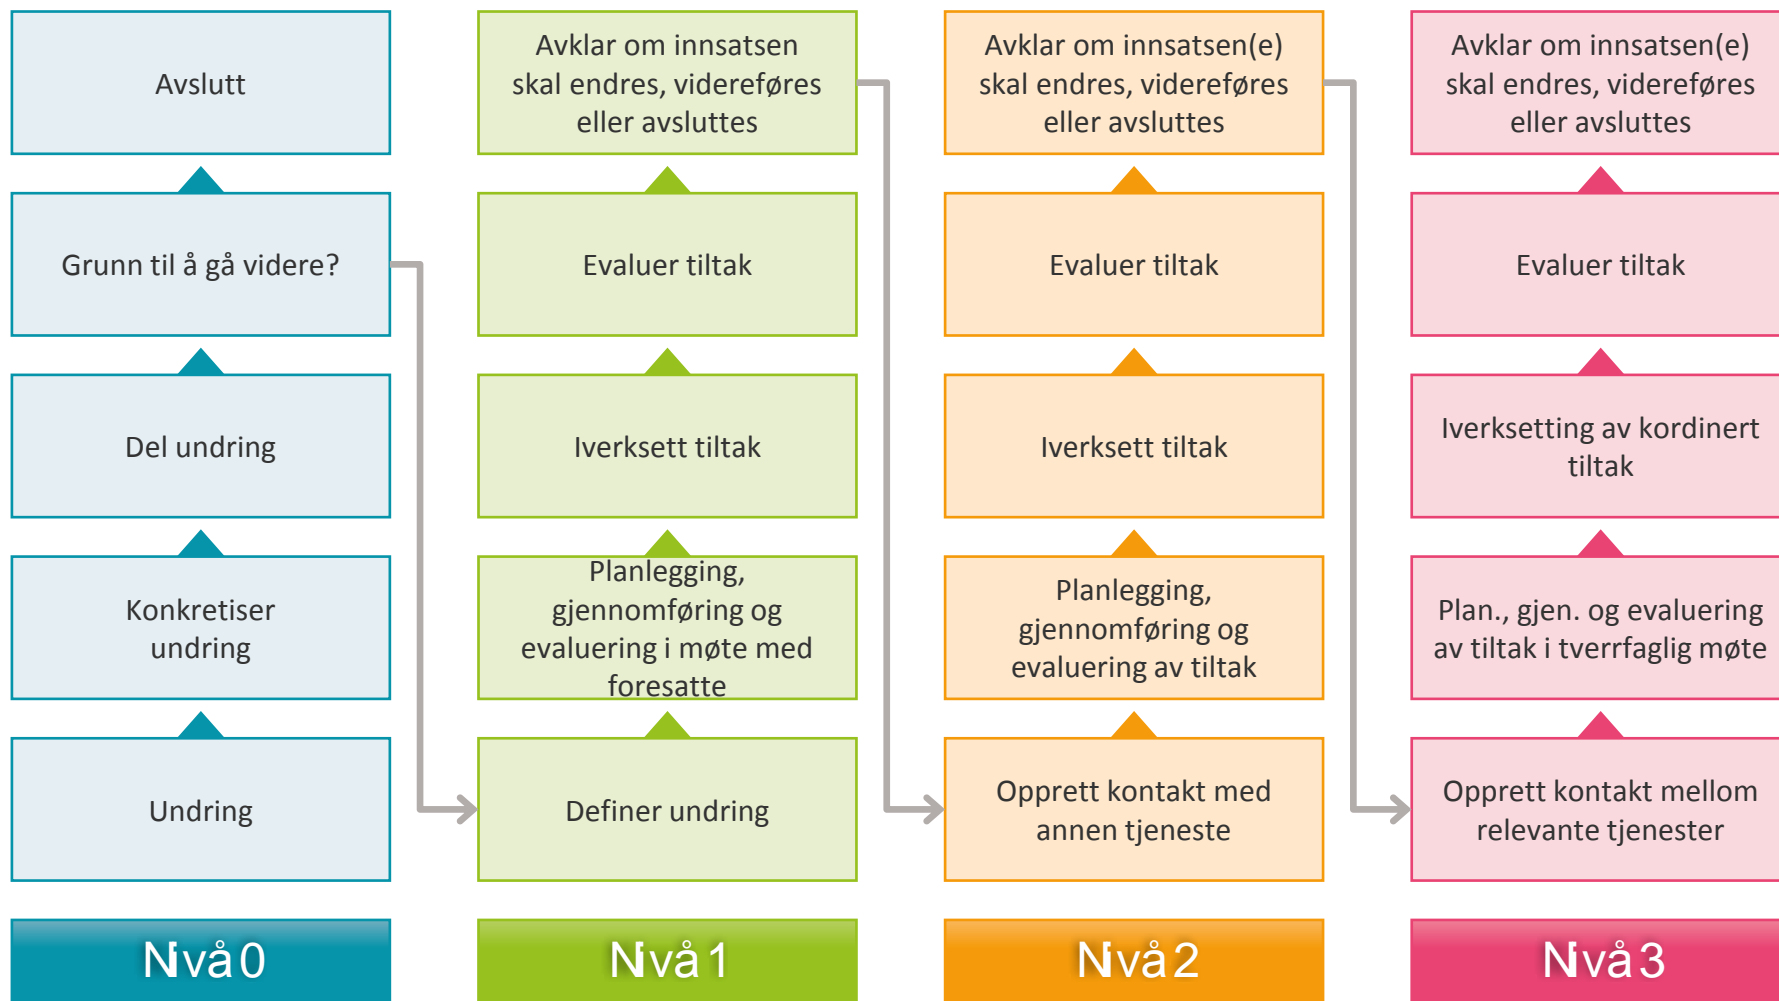 Avslutt
Grunn til å gå videre?
Del undring
Konkretiser
undring
Undring
Nivå 0
Avklar om innsatsen
skal endres, videreføres
eller avsluttes
Evaluer tiltak
Iverksett tiltak
Planlegging,
gjennomføring og
evaluering i møte med
foresatte
Definer undring
Nivå 1
Avklar om innsatsen(e)
skal endres, videreføres
eller avsluttes
Evaluer tiltak
Iverksett tiltak
Planlegging,
gjennomføring og
evaluering av tiltak
Opprett kontakt med
annen tjeneste
Nivå 2
Avklar om innsatsen(e)
skal endres, videreføres
eller avsluttes
Evaluer tiltak
Iverksetting av kordinert
tiltak
Plan., gjen. og evaluering
av tiltak i tverrfaglig møte
Opprett kontakt mellom
relevante tjenester
Nivå 3